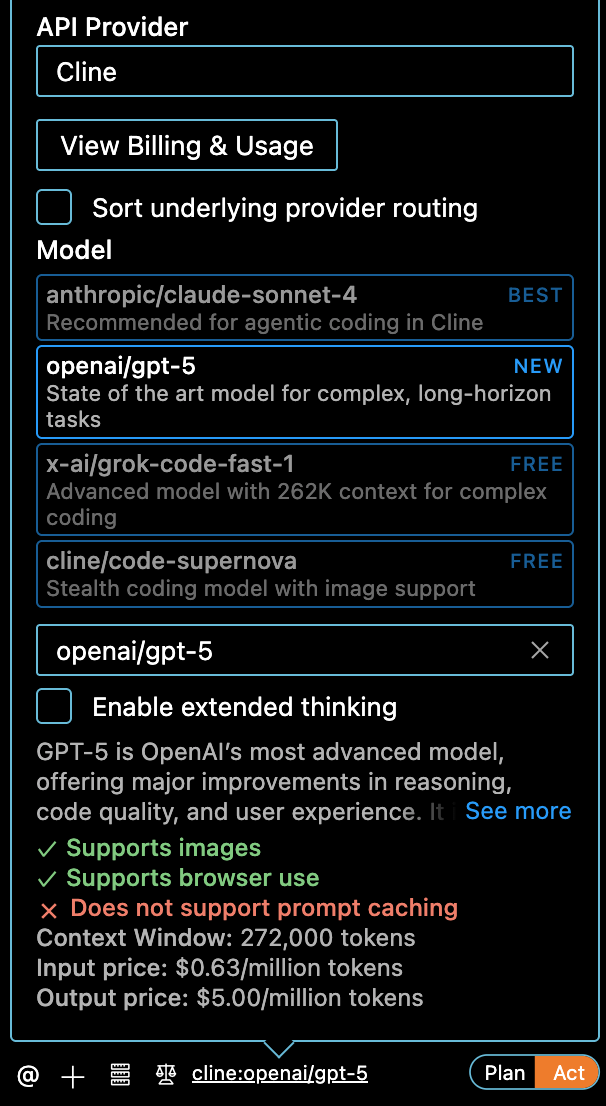 API Provider
Cline
View Billing & Usage
Sort underlying provider routing
Model
anthropic/claude-sonnet-4 BEST
Recommended for agentic coding in Cline
openai/gpt-5 NEW
State of the art model for complex, long-horizon
tasks
x-ai/grok-code-fast-1 FREE
Advanced model with 262K context for complex
coding
cline/code-supernova FREE
Stealth coding model with image support
openai/gpt-5
Enable extended thinking
GPT-5 is OpenAI’s most advanced model,
offering major improvements in reasoning,
code quality, and user experience. It See more
✓ Supports images
✓ Supports browser use
✕ Does not support prompt caching
Context Window: 272,000 tokens
Input price: $0.63/million tokens
Output price: $5.00/million tokens
@ cline:openai/gpt-5 Plan Act